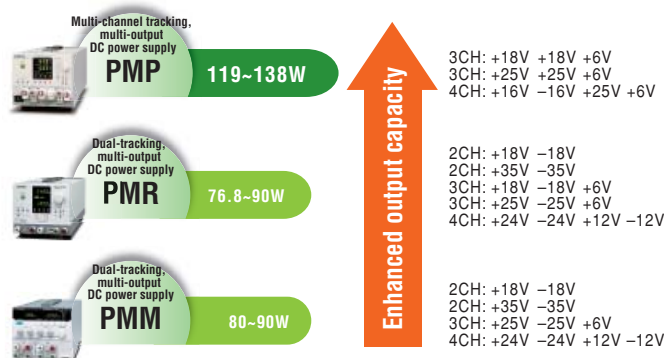 Multi-channel tracking,
multi-output
DC power supply
PMP
119~138W
3CH: +18V +18V +6V
3CH: +25V +25V +6V
4CH: +16V –16V +25V +6V
Dual-tracking,
multi-output
DC power supply
PMR
76.8~90W
2CH: +18V –18V
2CH: +35V –35V
3CH: +18V –18V +6V
3CH: +25V –25V +6V
4CH: +24V –24V +12V –12V
Dual-tracking,
multi-output
DC power supply
PMM
80~90W
2CH: +18V –18V
2CH: +35V –35V
3CH: +25V –25V +6V
4CH: +24V –24V +12V –12V
Enhanced output capacity